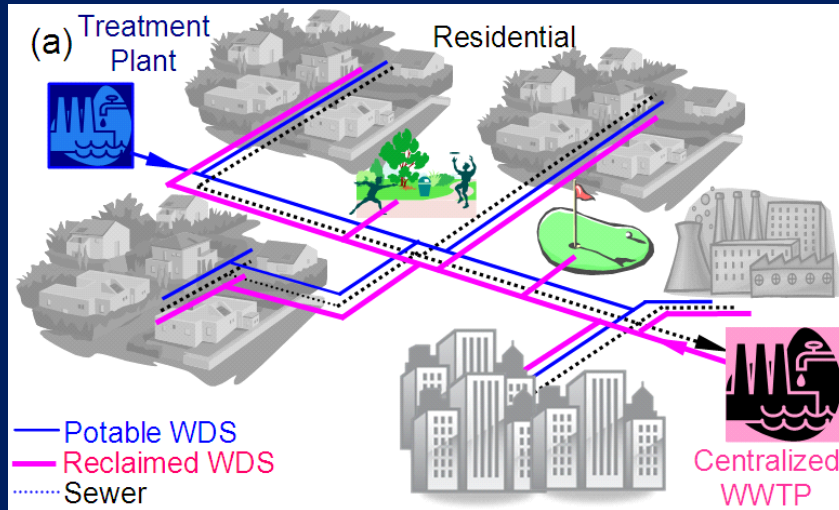 (a) Treatment
Plant
Residential
Potable WDS
Reclaimed WDS
Sewer
Centralized
WWTP